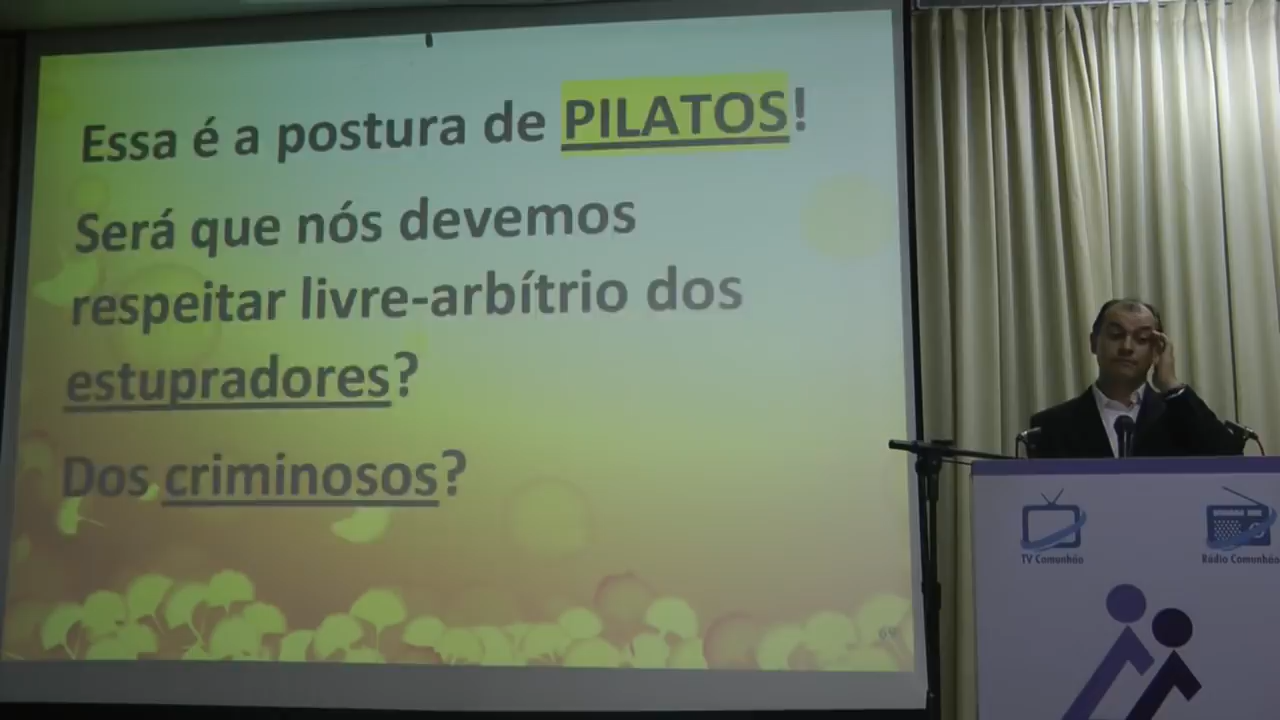 Essa é a postura de PILATOS!
Será que nós devemos
respeitar livre-arbítrio dos
estupradores?
Dos criminosos?
TV Comunhão
Rádio Comunhão